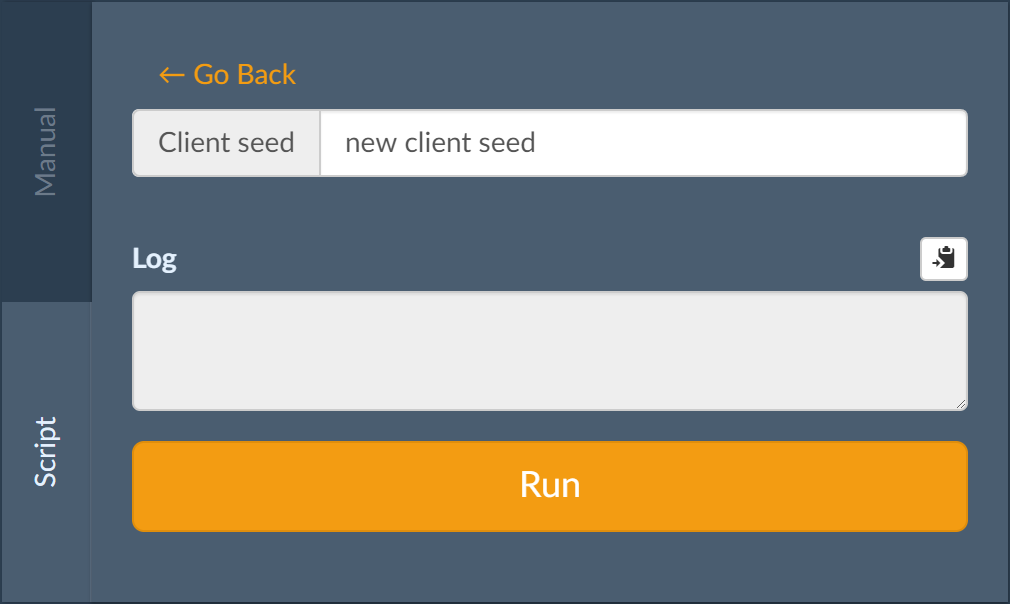 Manual
Script
← Go Back
Client seed new client seed
Log
Run